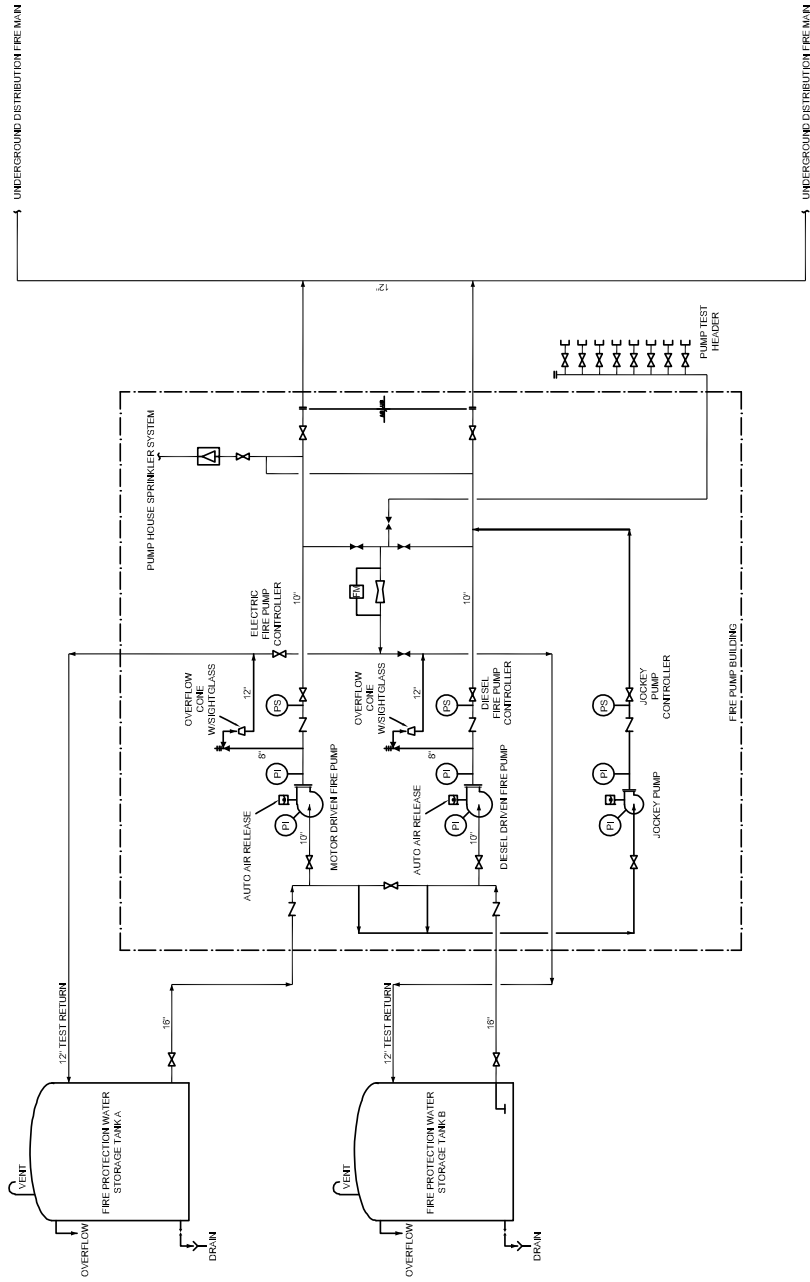 UNDERGROUND DISTRIBUTION FIRE MAIN
UNDERGROUND DISTRIBUTION FIRE MAIN
12"
PUMP TEST
HEADER
PUMP HOUSE SPRINKLER SYSTEM
FM
10"
10"
ELECTRIC
FIRE PUMP
CONTROLLER
OVERFLOW
CONE
W/SIGHTGLASS
12"
PS
8"
PI
PI
AUTO AIR RELEASE
MOTOR DRIVEN FIRE PUMP
10"
OVERFLOW
CONE
W/SIGHTGLASS
12"
PS
DIESEL
FIRE PUMP
CONTROLLER
8"
PI
PI
AUTO AIR RELEASE
DIESEL DRIVEN FIRE PUMP
10"
JOCKEY
PUMP
CONTROLLER
PS
PI
PI
JOCKEY PUMP
FIRE PUMP BUILDING
12" TEST RETURN
16"
12" TEST RETURN
16"
VENT
FIRE PROTECTION WATER
STORAGE TANK A
OVERFLOW
DRAIN
VENT
FIRE PROTECTION WATER
STORAGE TANK B
OVERFLOW
DRAIN